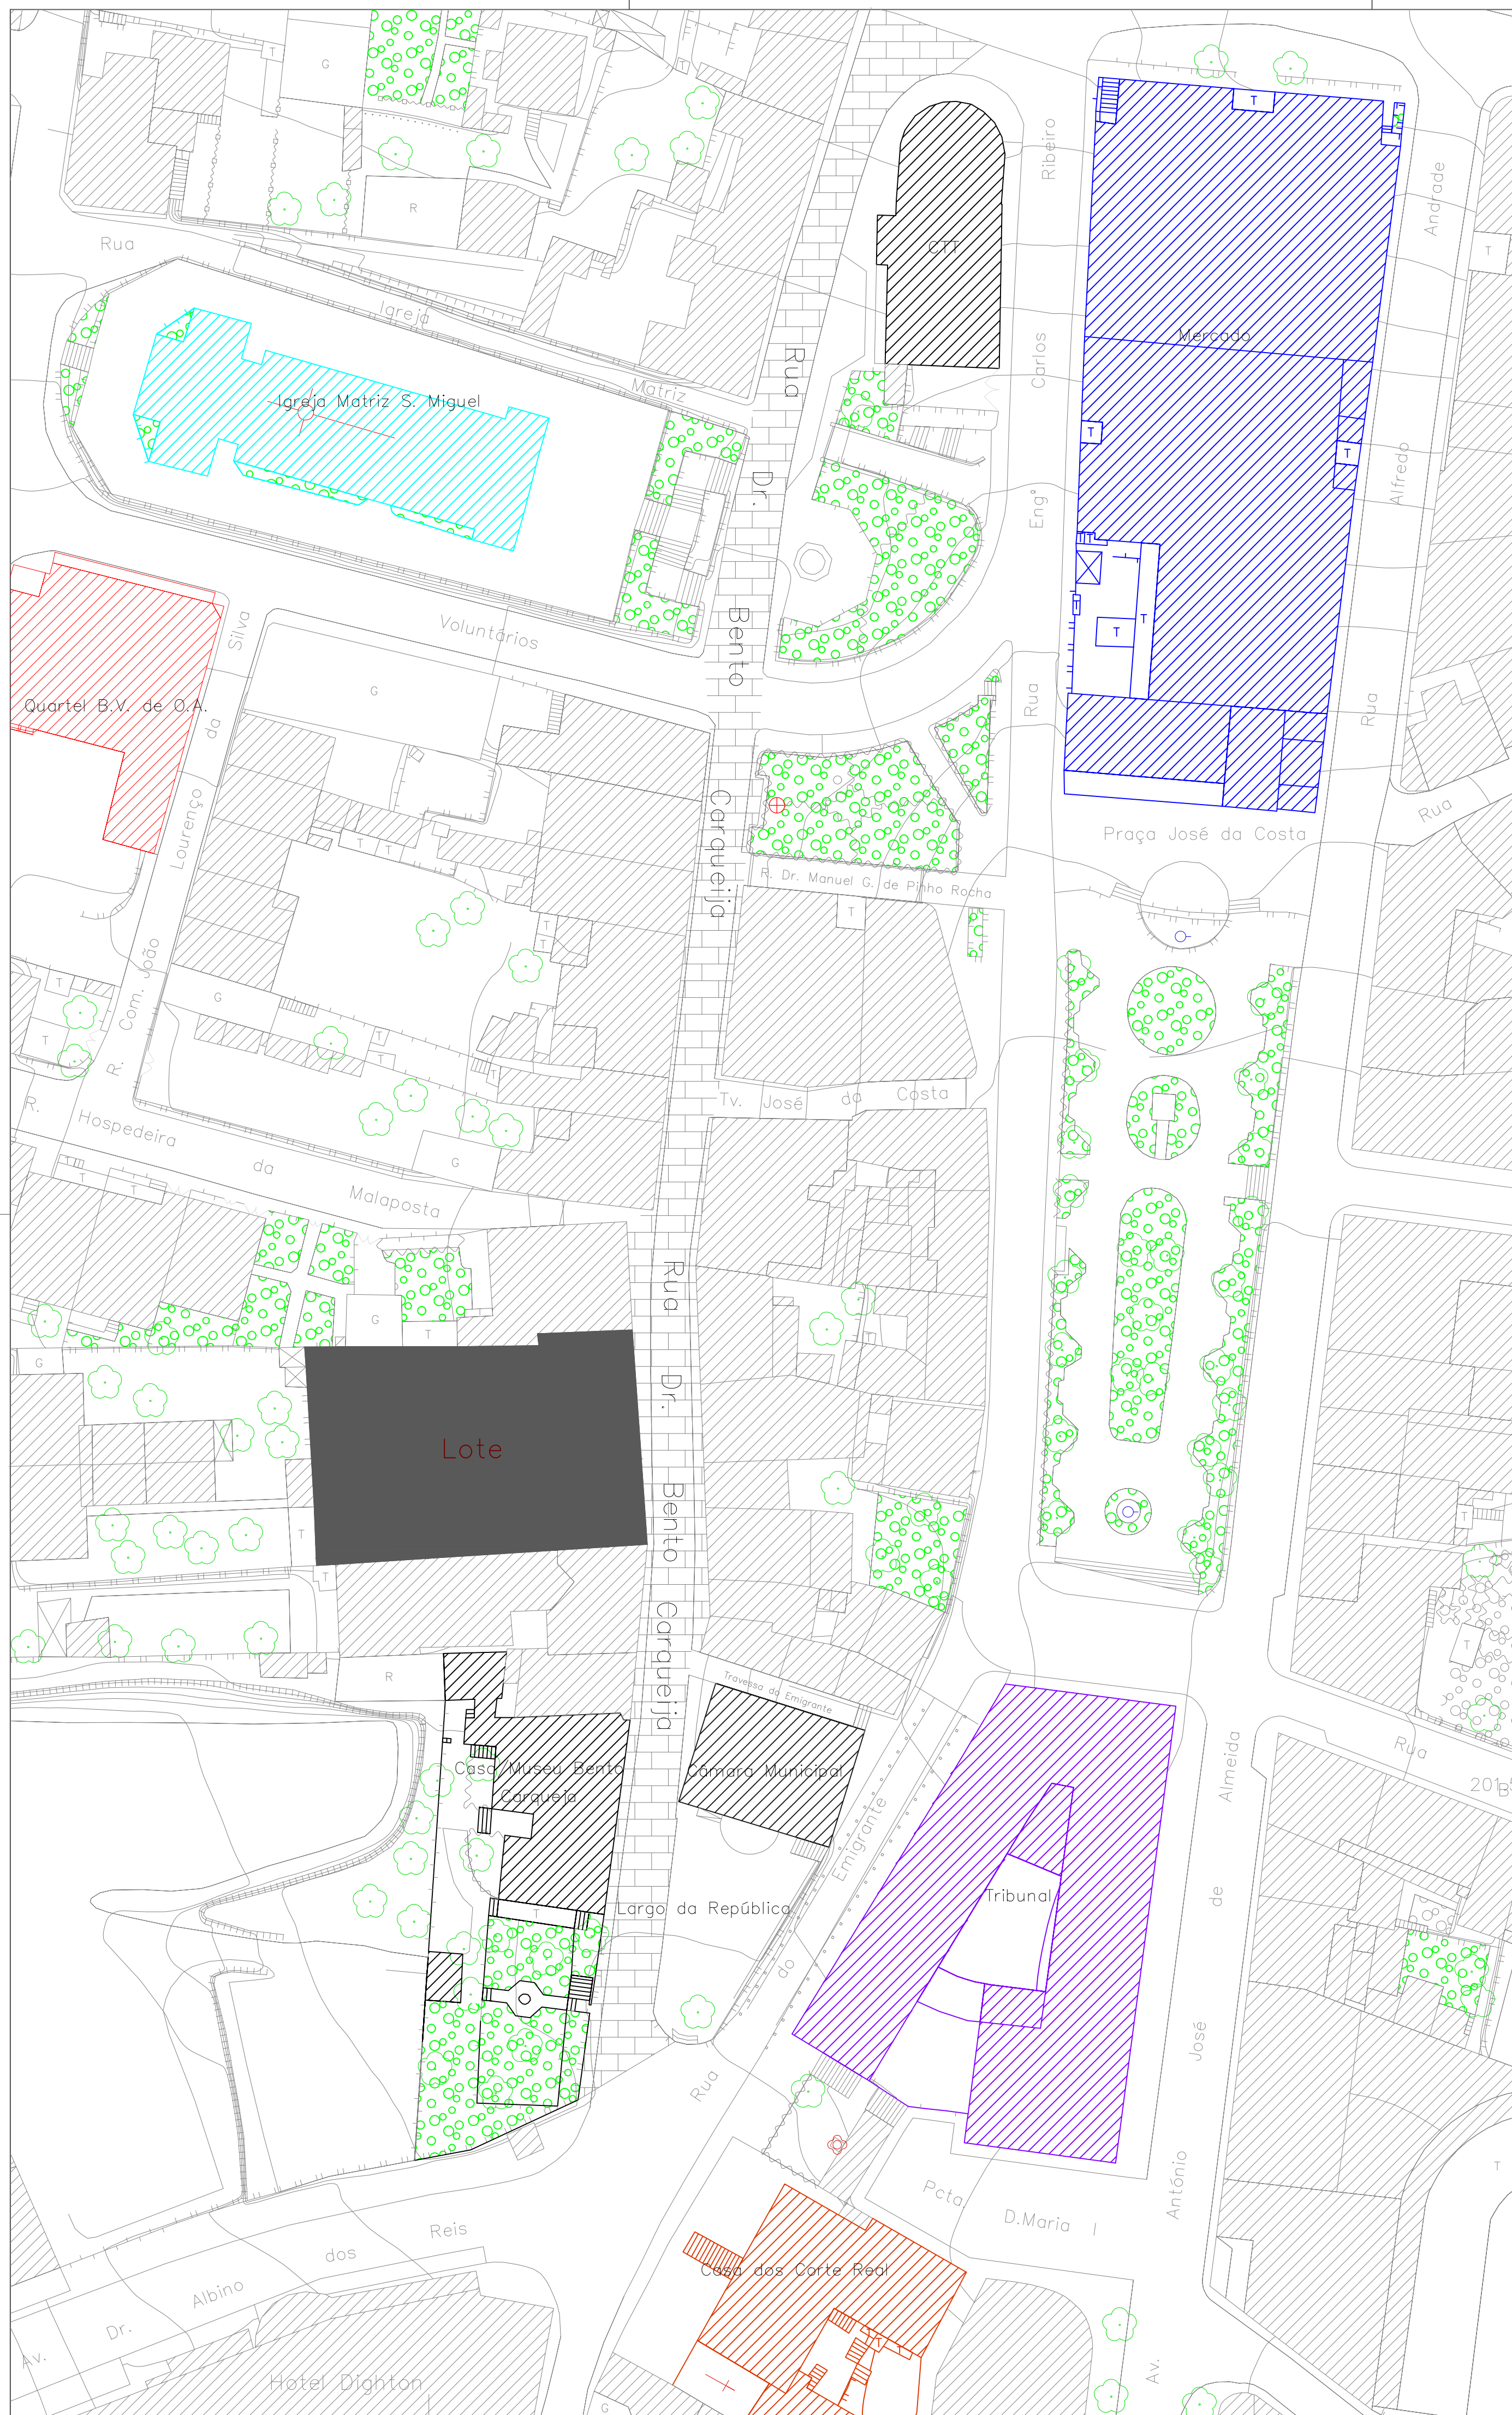 G
T
T
T
T
R
Rua
Igreja
Matriz
Igreja Matriz S. Miguel
CTT
Ribeiro
Carlos
Engº
Rua
Mercado
T
T
T
T
T
T
Andrade
Alfredo
Rua
Rua
T
Rua
Dr.
Bento
Carqueija
Silva
da
Lourenço
João
Com.
R.
Voluntários
G
Quartel B.V. de O.A.
Praça José da Costa
R. Dr. Manuel G. de Pinho Rocha
T
T T
T
T
G
T
T
T
T
T
G
Tv. José da Costa
R.
Hospedeira
da
Malaposta
T
T
G
T
T
G
Lote
T
T
T
Rua
Dr.
Bento
Carqueija
R
Travessa do Emigrante
Casa/Museu Bento
Carqueja
Câmara Municipal
T
Largo da República
Rua
do
Emigrante
Tribunal
Av.
António
José
de
Almeida
Rua
T
T
Pcta.
D.Maria I
Casa dos Corte Real
T
T
T
Av.
Dr.
Albino
dos
Reis
Hotel Dighton
G
T